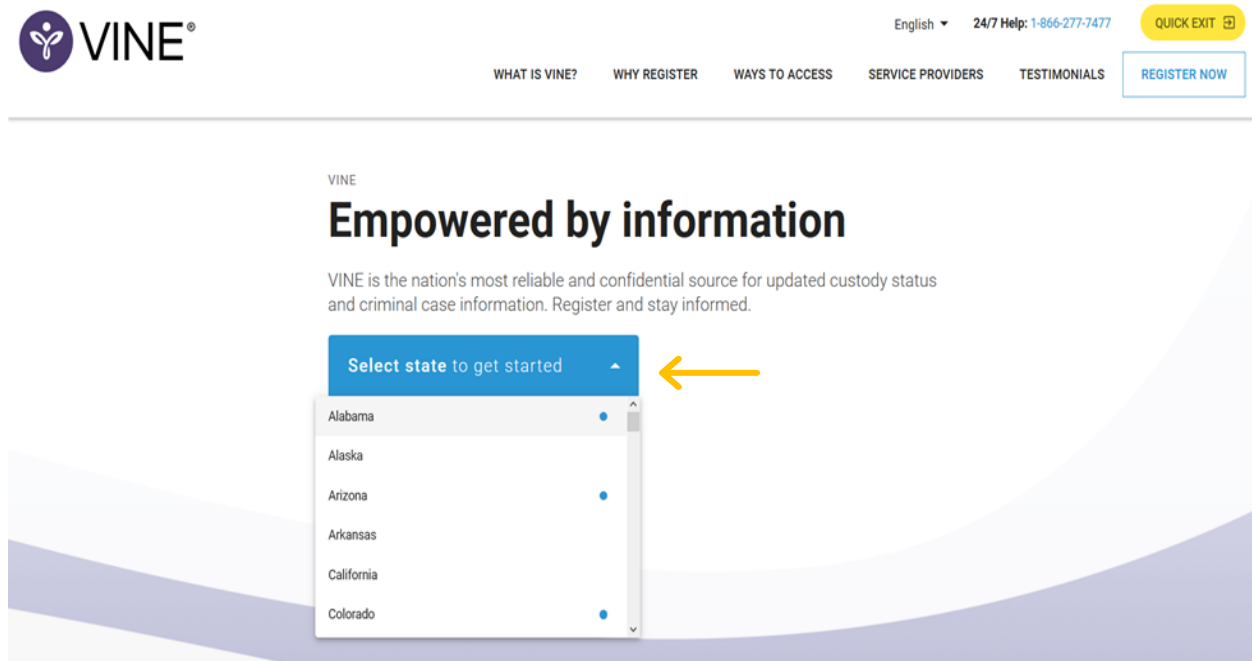 VINE®
English
24/7 Help: 1-866-277-7477
QUICK EXIT
WHAT IS VINE?
WHY REGISTER
WAYS TO ACCESS
SERVICE PROVIDERS
TESTIMONIALS
REGISTER NOW
VINE
Empowered by information
VINE is the nation's most reliable and confidential source for updated custody status
and criminal case information. Register and stay informed.
Select state to get started
Alabama
Alaska
Arizona
Arkansas
California
Colorado